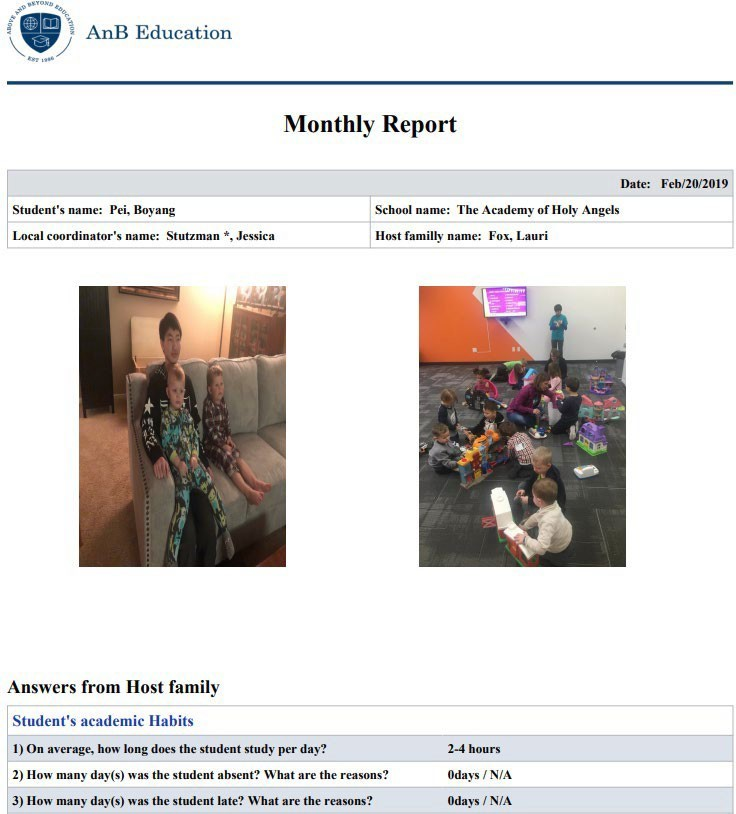 ABOVE AND BEYOND EDUCATION
EST 1996
AnB Education
Monthly Report
Date: Feb/20/2019
Student's name: Pei, Boyang
School name: The Academy of Holy Angels
Local coordinator's name: Stutzman *, Jessica
Host familly name: Fox, Lauri
Answers from Host family
Student's academic Habits
1) On average, how long does the student study per day? 2-4 hours
2) How many day(s) was the student absent? What are the reasons? 0days / N/A
3) How many day(s) was the student late? What are the reasons? 0days / N/A